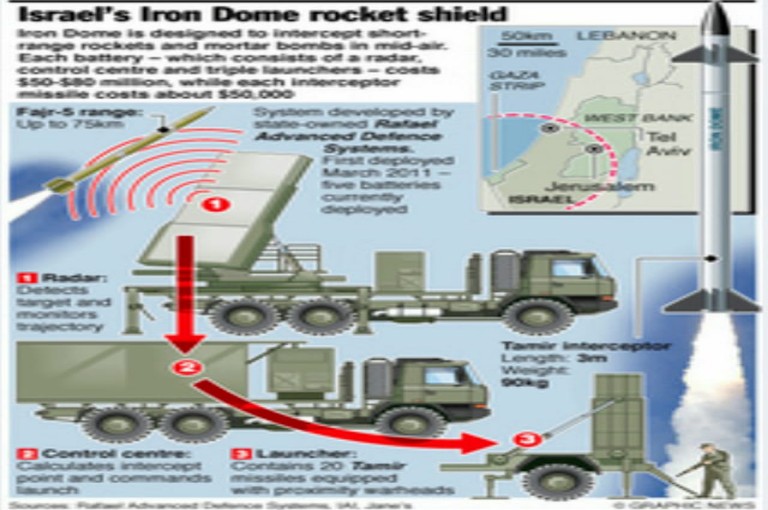 Israel's Iron Dome rocket shield
Iron Dome is designed to intercept short-
range rockets and mortar bombs in mid-air.
Each battery – which consists of a radar,
control centre and triple launchers – costs
$50-$80 million, while each interceptor
missile costs about $50,000
Fajr-5 range:
Up to 75km
System developed by
state-owned Rafael
Advanced Defence
Systems.
First deployed
March 2011 –
five batteries
currently
deployed
50km
30 miles
LEBANON
GAZA
STRIP
WEST BANK
Tel
Aviv
Jerusalem
ISRAEL
IRON DOME
1
1 Radar:
Detects
target and
monitors
trajectory
2
Tamir interceptor
Length: 3m
Weight:
90kg
3
2 Control centre:
Calculates intercept
point and commands
launch
3 Launcher:
Contains 20 Tamir
missiles equipped
with proximity warheads
Sources: Rafael Advanced Defence Systems, IAI, Jane's
© GRAPHIC NEWS